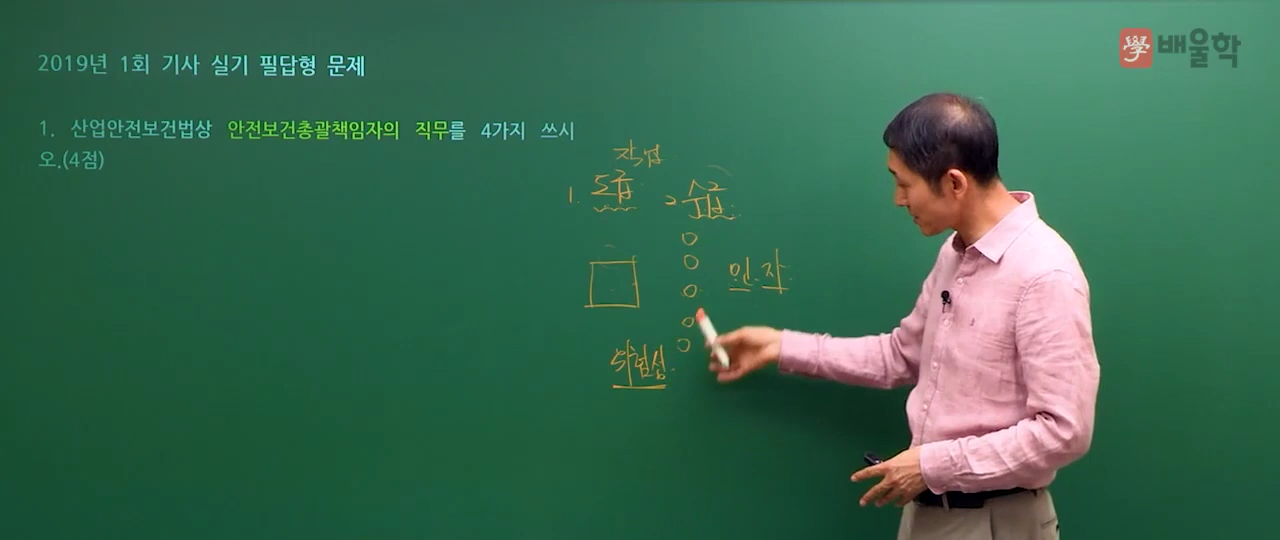 學 배울학
2019년 1회 기사 실기 필답형 문제
1. 산업안전보건법상 안전보건총괄책임자의 직무를 4가지 쓰시
오.(4점)
작업
1. 도급 2. 수급
위험성